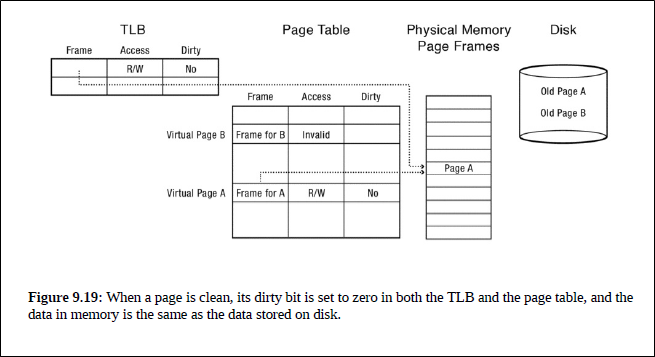 TLB
Page Table
Physical Memory
Page Frames
Disk
Frame Access Dirty
R/W No
Frame Access Dirty
Old Page A
Old Page B
Virtual Page B Frame for B Invalid
Page A
Virtual Page A Frame for A R/W No
Figure 9.19: When a page is clean, its dirty bit is set to zero in both the TLB and the page table, and the
data in memory is the same as the data stored on disk.